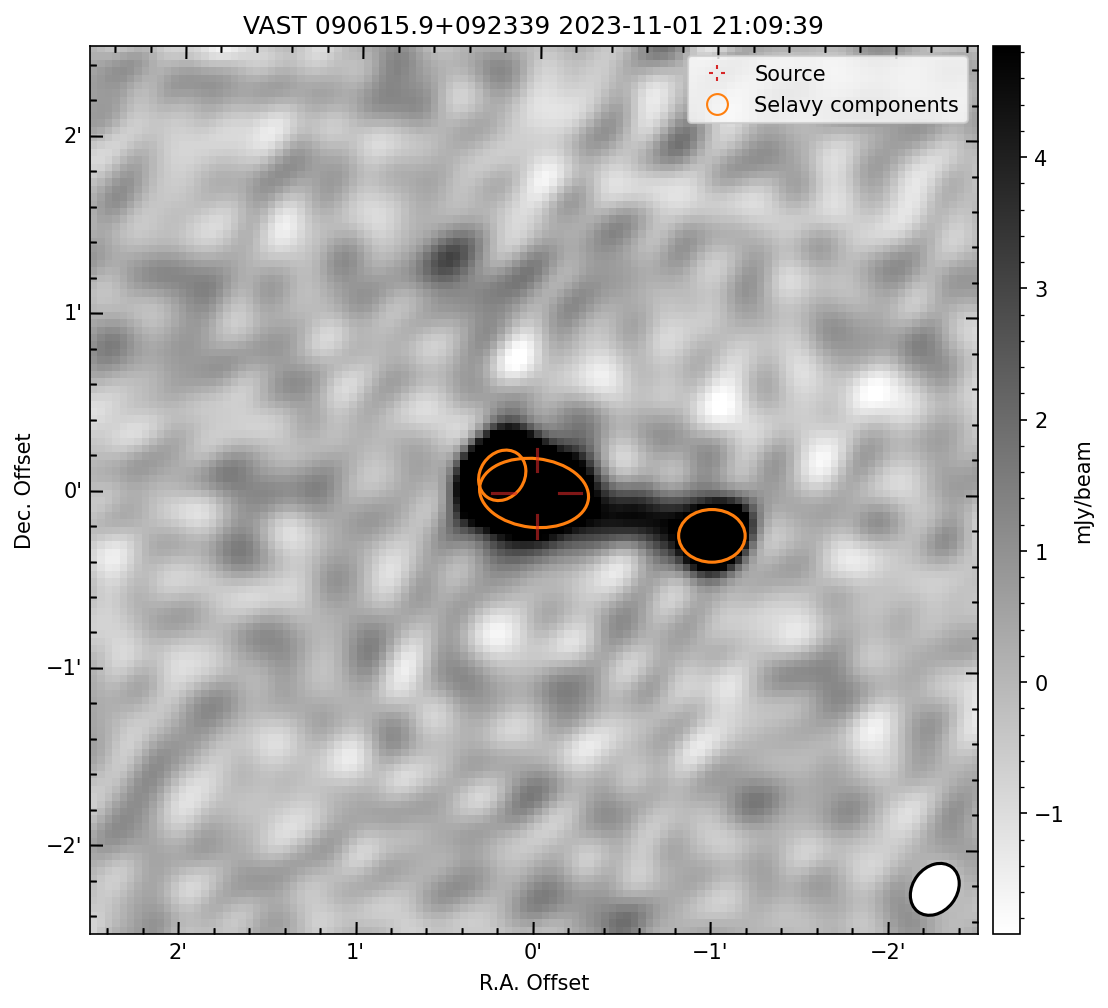 VAST 090615.9+092339 2023-11-01 21:09:39
Source
Selavy components
2'
1'
0'
−1'
−2'
Dec. Offset
2'
1'
0'
−1'
−2'
R.A. Offset
4
3
2
1
0
−1
mJy/beam